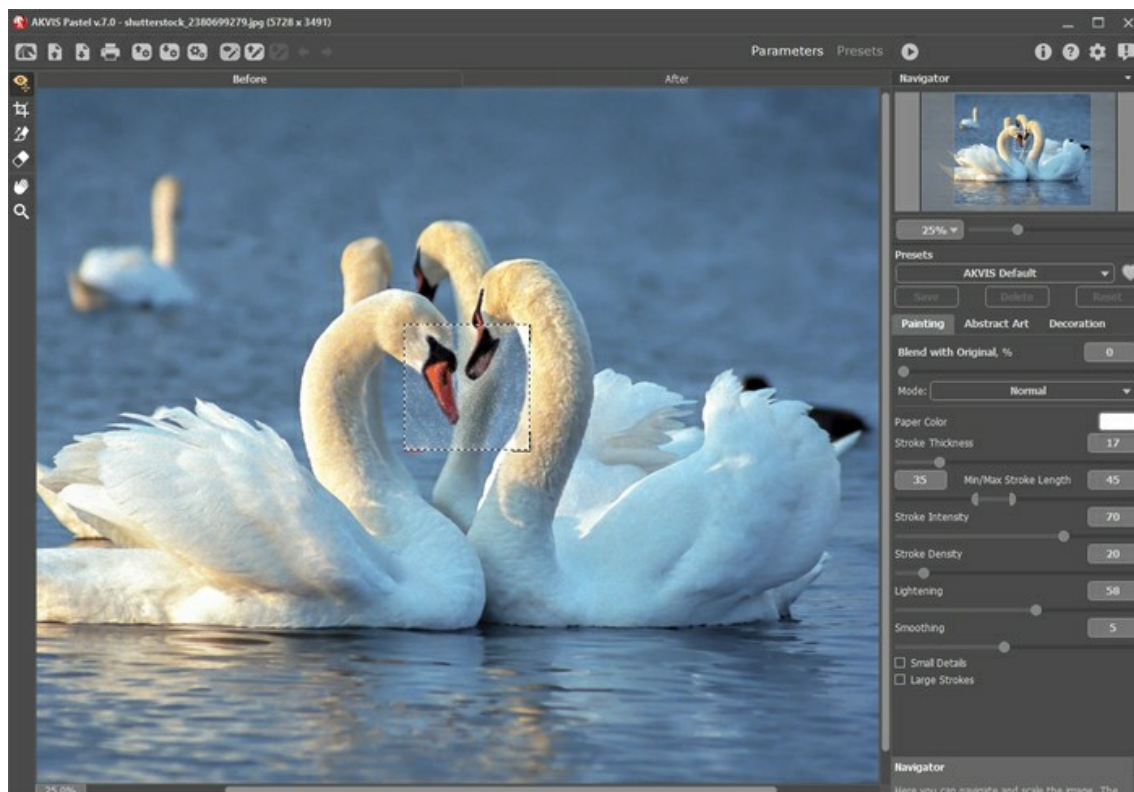 AKVIS Pastel v.7.0 - shutterstock_2380699279.jpg (5728 x 3491)
Parameters Presets
Before After
Navigator
25%
Presets
AKVIS Default
Save Delete Reset
Painting Abstract Art Decoration
Blend with Original, % 0
Mode: Normal
Paper Color
Stroke Thickness 17
35 Min/Max Stroke Length 45
Stroke Intensity 70
Stroke Density 20
Lightening 58
Smoothing 5
Small Details
Large Strokes
Navigator
25.0%
Here you can navigate and scale the image. The